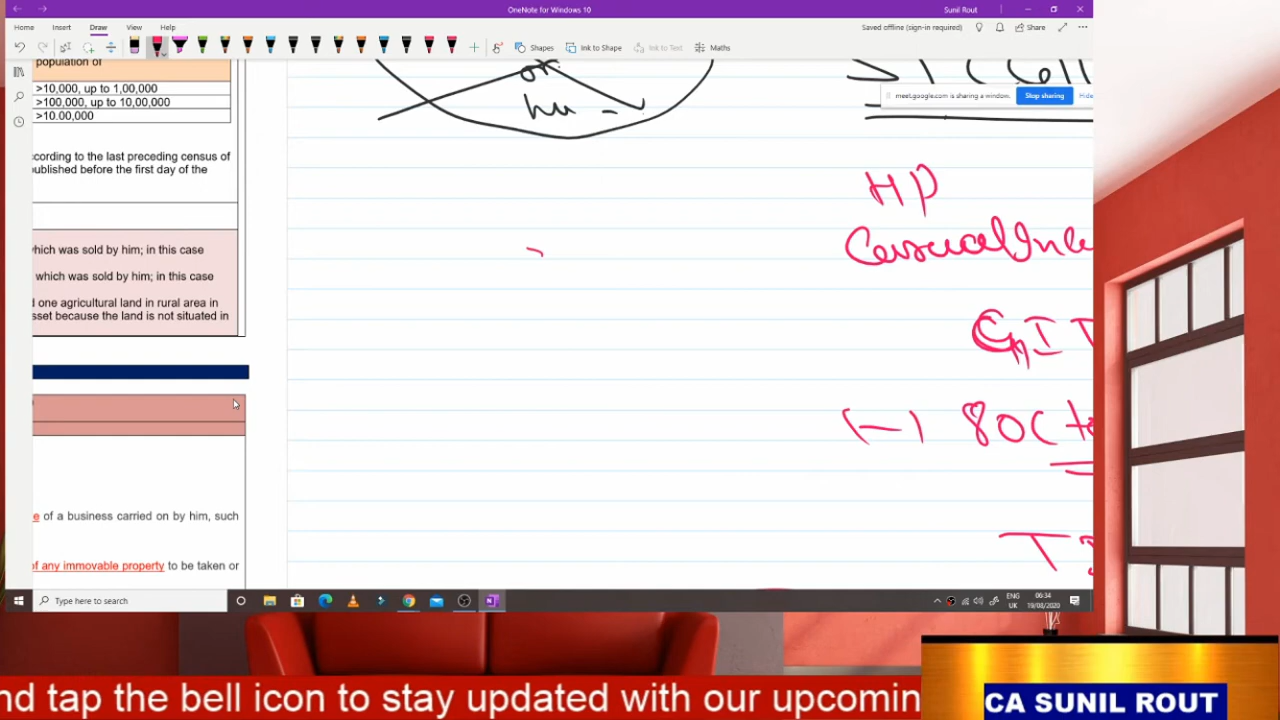 OneNote for Windows 10
Sunil Rout
Home Insert Draw View Help
Saved offline (sign-in required)
Share
Shapes Ink to Shape Ink to Text Maths
population of
>10,000, up to 1,00,000
>100,000, up to 10,00,000
>10.00,000
ccording to the last preceding census of
ublished before the first day of the
which was sold by him; in this case
which was sold by him; in this case
d one agricultural land in rural area in
sset because the land is not situated in
e of a business carried on by him, such
of any immovable property to be taken or
meet.google.com is sharing a window.
Stop sharing
Hide
HP
Casual Inc
GTI
(-) 80C to
Type here to search
ENG
UK
06:34
19/08/2020
nd tap the bell icon to stay updated with our upcomin
CA SUNIL ROUT